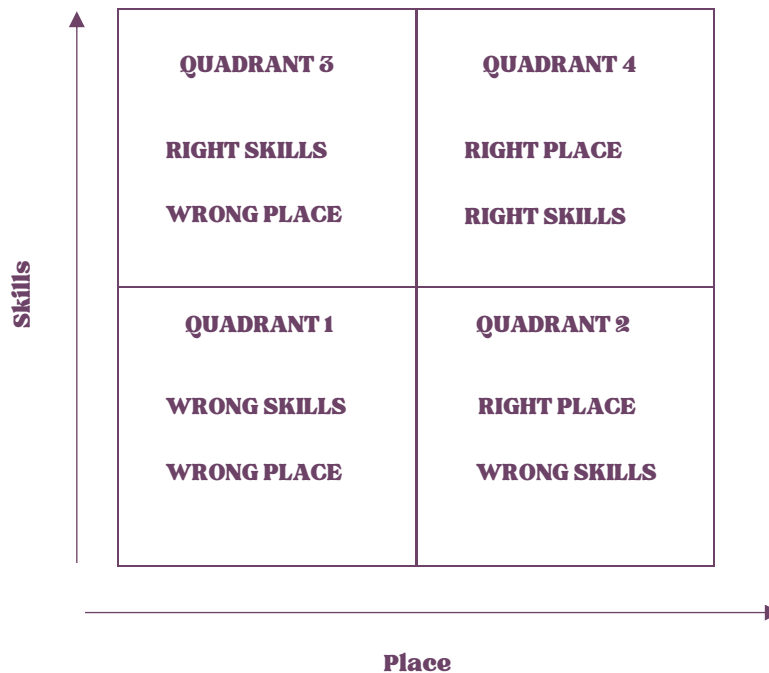 QUADRANT 3
RIGHT SKILLS
WRONG PLACE
QUADRANT 4
RIGHT PLACE
RIGHT SKILLS
Skills
QUADRANT 1
WRONG SKILLS
WRONG PLACE
QUADRANT 2
RIGHT PLACE
WRONG SKILLS
Place